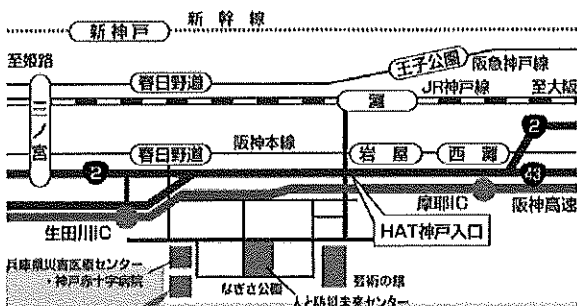 新幹線
新神戸
至姫路
王子公園
阪急神戸線
春日野道
JR神戸線
至大阪
三ノ宮
灘
2
阪神本線
春日野道
岩屋
西灘
2
43
生田川IC
摩耶IC
阪神高速
HAT神戸入口
兵庫県災害医療センター
・神戸赤十字病院
なぎさ公園
芸術の館
人と防災未来センター